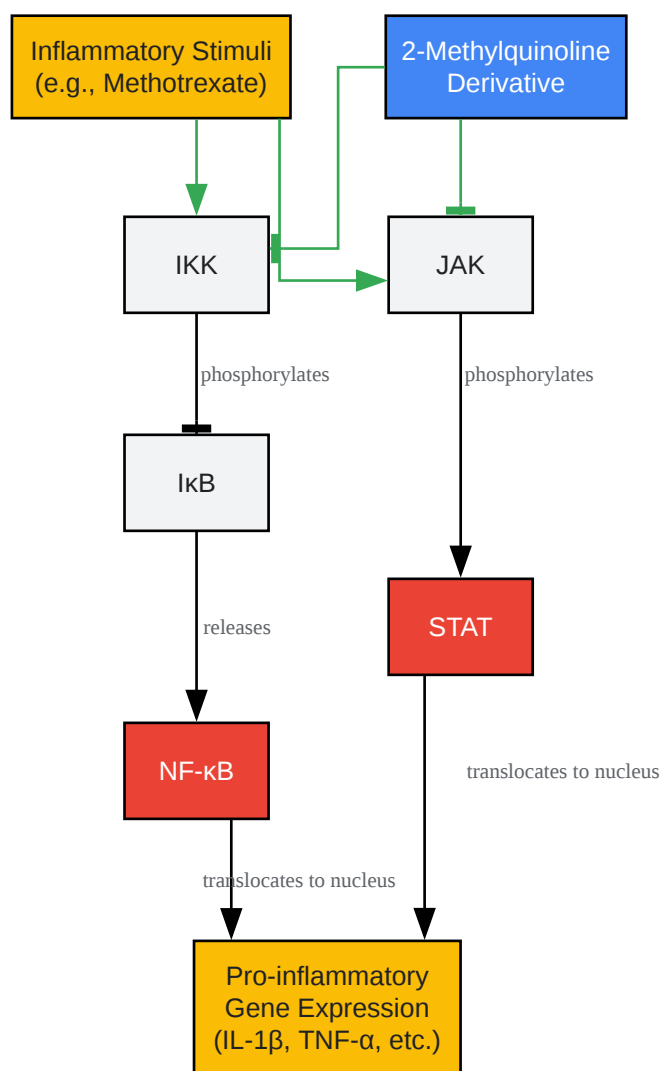 Inflammatory Stimuli
(e.g., Methotrexate)
2-Methylquinoline
Derivative
IKK
JAK
phosphorylates
phosphorylates
IκB
releases
STAT
NF-κB
translocates to nucleus
translocates to nucleus
Pro-inflammatory
Gene Expression
(IL-1β, TNF-α, etc.)